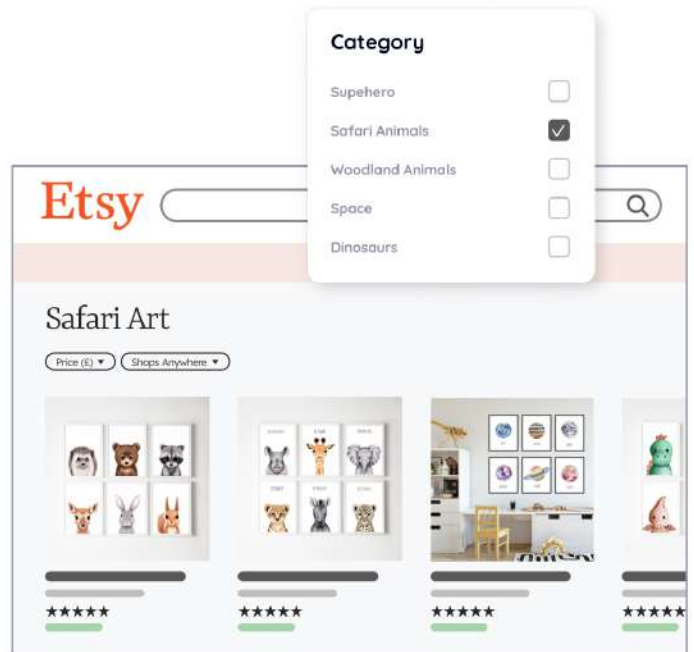 Category
Supehero
Safari Animals
Woodland Animals
Space
Dinosaurs
Etsy
Safari Art
Price (£) ▼
Shops Anywhere ▼